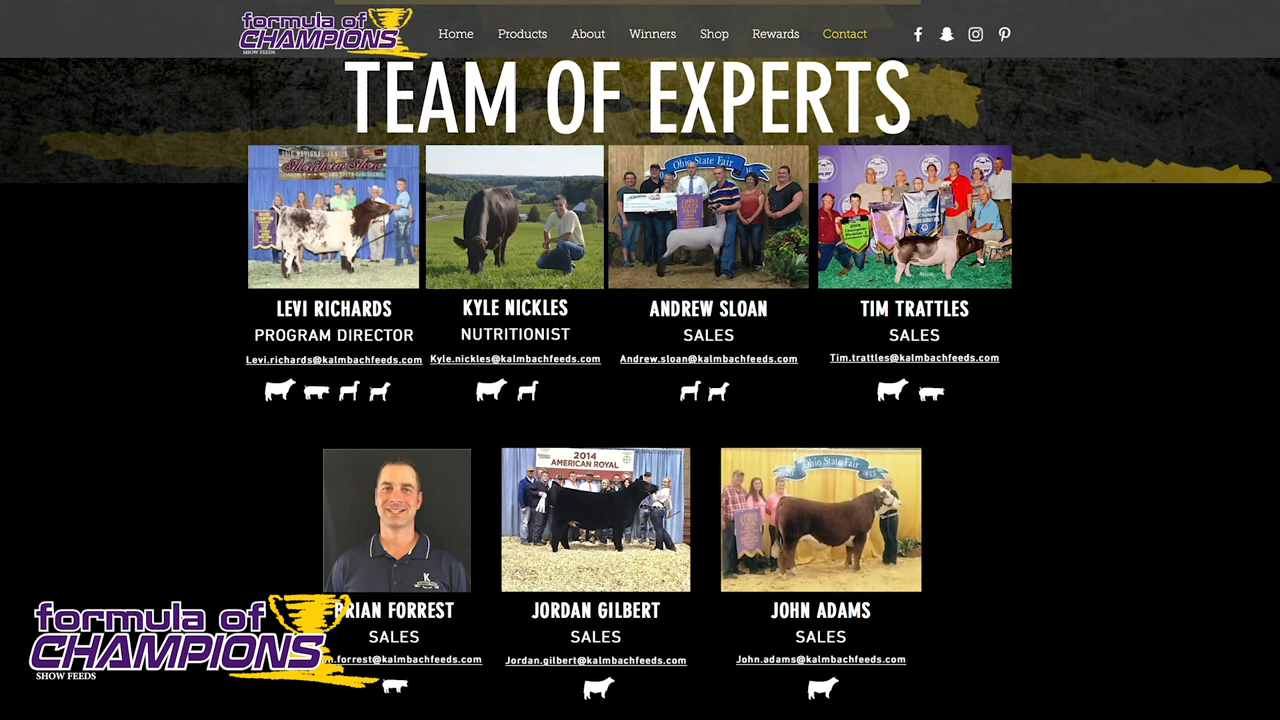 formula of
CHAMPIONS
SHOW FEEDS
Home Products About Winners Shop Rewards Contact
TEAM OF EXPERTS
Ohio State Fair
LEVI RICHARDS
PROGRAM DIRECTOR
Levi.richards@kalmbachfeeds.com
KYLE NICKLES
NUTRITIONIST
Kyle.nickles@kalmbachfeeds.com
ANDREW SLOAN
SALES
Andrew.sloan@kalmbachfeeds.com
TIM TRATTLES
SALES
Tim.trattles@kalmbachfeeds.com
2014
AMERICAN ROYAL
Ohio State Fair
BRIAN FORREST
SALES
n.forrest@kalmbachfeeds.com
JORDAN GILBERT
SALES
Jordan.gilbert@kalmbachfeeds.com
JOHN ADAMS
SALES
John.adams@kalmbachfeeds.com
formula of
CHAMPIONS
SHOW FEEDS